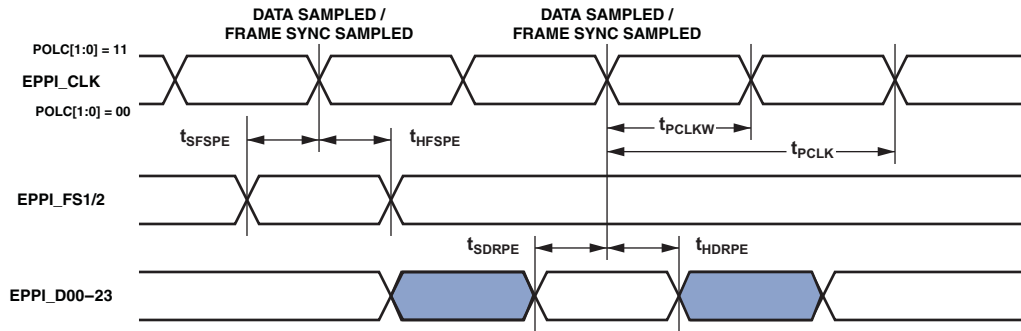 DATA SAMPLED /
FRAME SYNC SAMPLED
DATA SAMPLED /
FRAME SYNC SAMPLED
POLC[1:0] = 11
EPPI_CLK
POLC[1:0] = 00
tPCLKW
tSFSPE
tHFSPE
tPCLK
EPPI_FS1/2
tSDRPE
tHDRPE
EPPI_D00–23